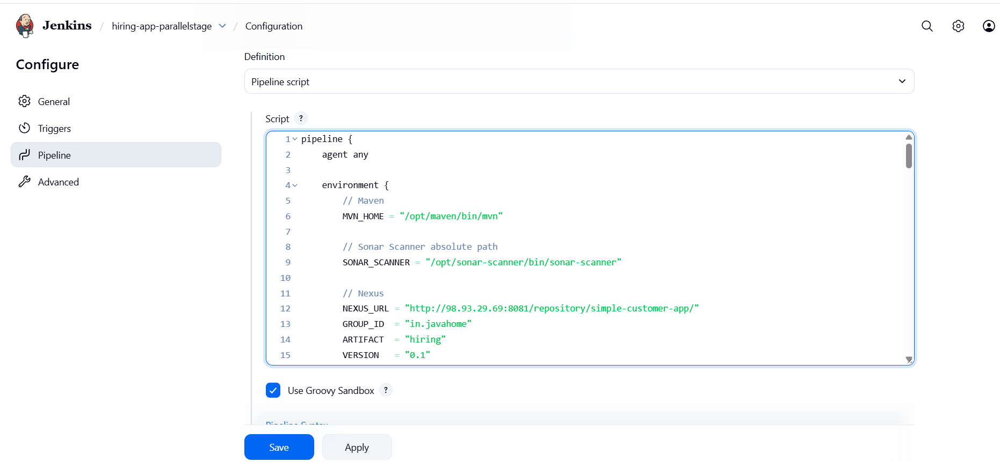 Jenkins / hiring-app-parallelstage / Configuration
Configure
General
Triggers
Pipeline
Advanced
Definition
Pipeline script
Script ?
1 pipeline {
2     agent any
3
4     environment {
5         // Maven
6         MVN_HOME = "/opt/maven/bin/mvn"
7
8         // Sonar Scanner absolute path
9         SONAR_SCANNER = "/opt/sonar-scanner/bin/sonar-scanner"
10
11         // Nexus
12         NEXUS_URL = "http://98.93.29.69:8081/repository/simple-customer-app/"
13         GROUP_ID  = "in.javahome"
14         ARTIFACT  = "hiring"
15         VERSION   = "0.1"
Use Groovy Sandbox ?
Pipeline Syntax
Save
Apply